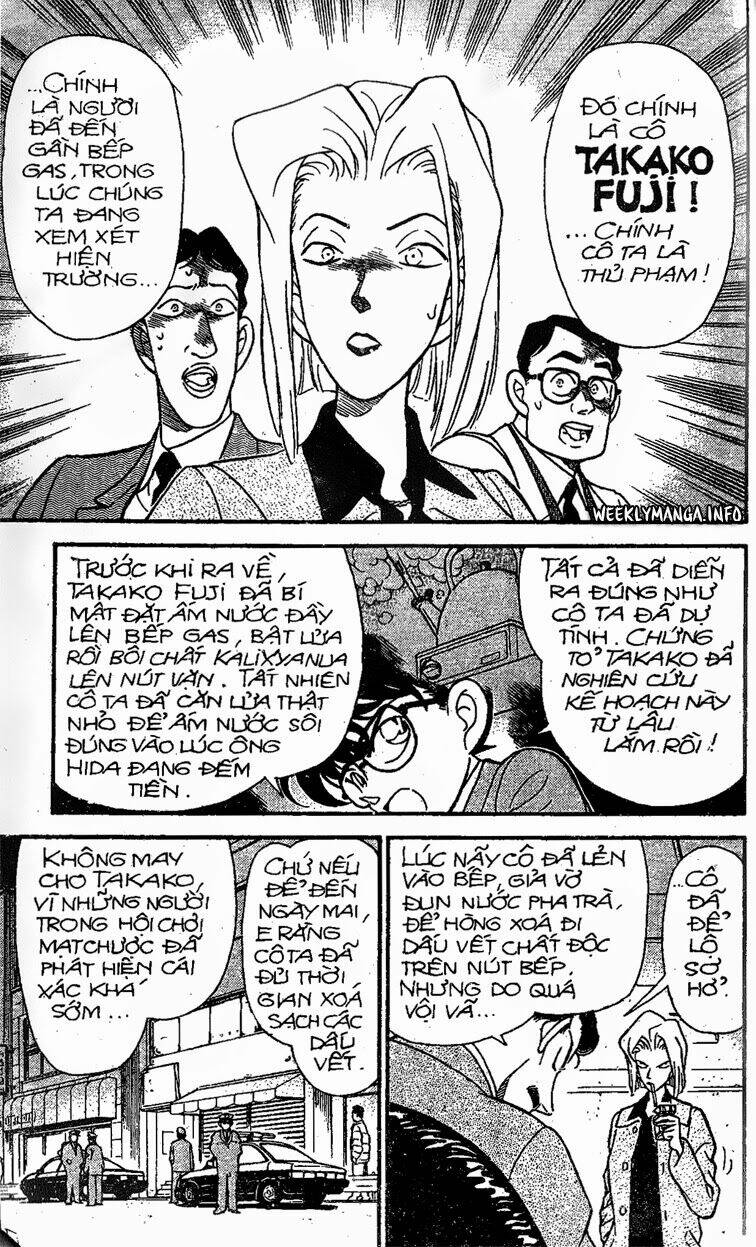 ...CHÍNH
LÀ NGƯỜI
ĐÃ ĐẾN
GẦN BẾP
GAS, TRONG
LÚC CHÚNG
TA ĐANG
XEM XÉT
HIỆN
TRƯỜNG...
ĐÓ CHÍNH
LÀ CÔ
TAKAKO
FUJI!
...CHÍNH
CÔ TA LÀ
THỦ PHẠM!
WEEKLYMANGA.INFO
TRƯỚC KHI RA VỀ,
TAKAKO FUJI ĐÃ BÍ
MẬT ĐẶT ẤM NƯỚC ĐẦY
LÊN BẾP GAS, BẬT LỬA
RỒI BÔI CHẤT KALIXYANUA
LÊN NÚT VẶN. TẤT NHIÊN
CÔ TA ĐÃ CĂN LỬA THẬT
NHỎ ĐỂ ẤM NƯỚC SÔI
ĐÚNG VÀO LÚC ÔNG
HIDA ĐANG ĐẾM
TIỀN.
TẤT CẢ ĐÃ DIỄN
RA ĐÚNG NHƯ
CÔ TA ĐÃ DỰ
TÍNH. CHỨNG
TỎ TAKAKO ĐÃ
NGHIÊN CỨU
KẾ HOẠCH NÀY
TỪ LÂU
LẮM RỒI!
KHÔNG MAY
CHO TAKAKO,
VÌ NHỮNG NGƯỜI
TRONG HỘI CHƠI
MẠT CHƯỢC ĐÃ
PHÁT HIỆN CÁI
XÁC KHÁ
SỚM...
CHỨ NẾU
ĐỂ ĐẾN
NGÀY MAI,
E RẰNG
CÔ TA ĐÃ
ĐỦ THỜI
GIAN XOÁ
SẠCH CÁC
DẤU
VẾT.
LÚC NÃY CÔ ĐÃ LẺN
VÀO BẾP, GIẢ VỜ
ĐUN NƯỚC PHA TRÀ,
ĐỂ HÒNG XOÁ ĐI
DẤU VẾT CHẤT ĐỘC
TRÊN NÚT BẾP.
NHƯNG DO QUÁ
VỘI VÃ...
...CÔ
ĐÃ
ĐỂ
LỘ
SƠ
HỞ.